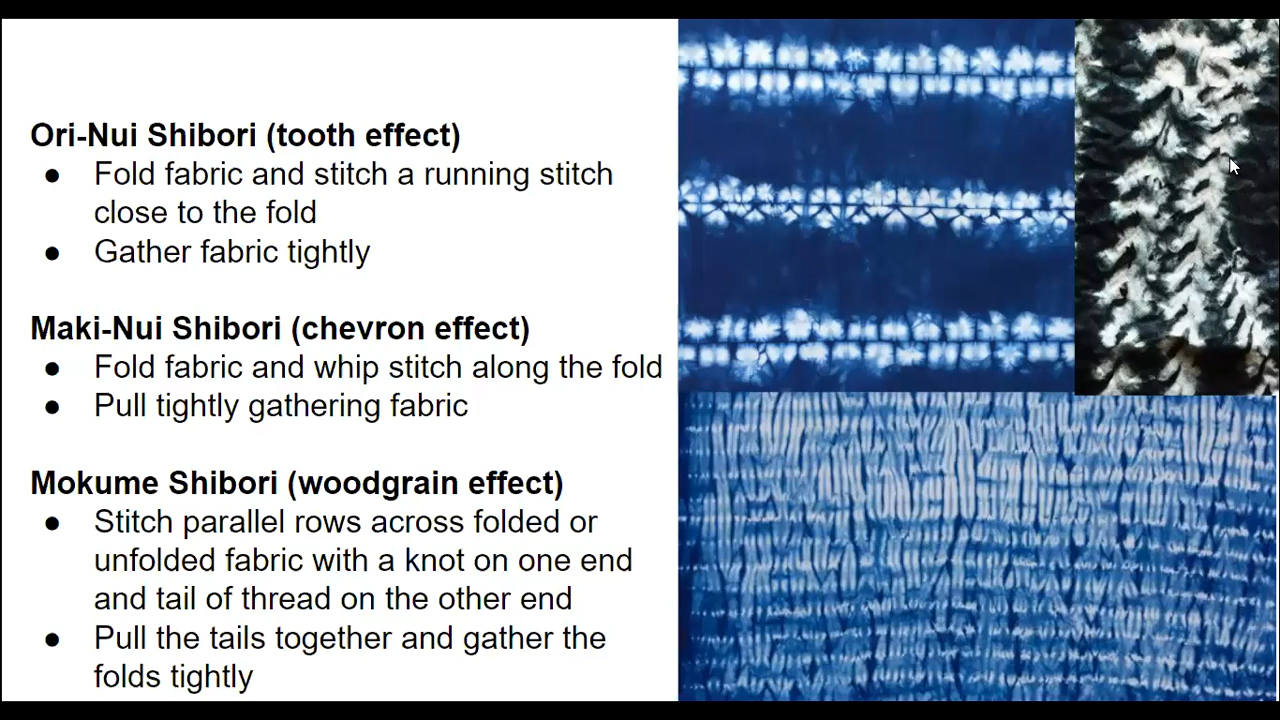 Ori-Nui Shibori (tooth effect)
● Fold fabric and stitch a running stitch
close to the fold
● Gather fabric tightly
Maki-Nui Shibori (chevron effect)
● Fold fabric and whip stitch along the fold
● Pull tightly gathering fabric
Mokume Shibori (woodgrain effect)
● Stitch parallel rows across folded or
unfolded fabric with a knot on one end
and tail of thread on the other end
● Pull the tails together and gather the
folds tightly